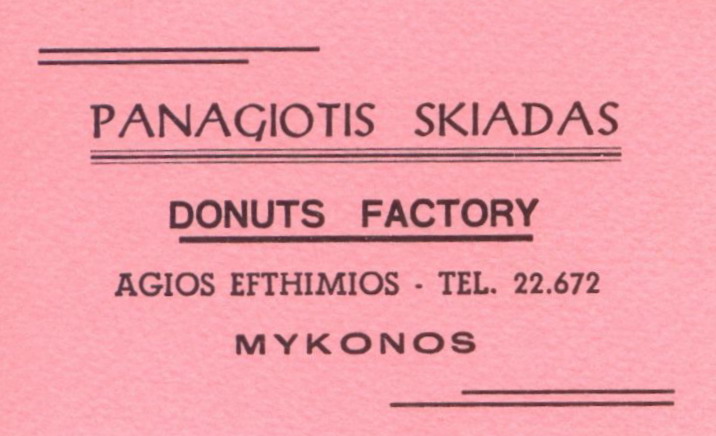 PANAGIOTIS SKIADAS
DONUTS FACTORY
AGIOS EFTHIMIOS - TEL. 22.672
MYKONOS